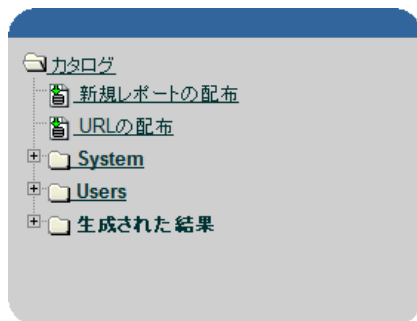 カタログ
新規レポートの配布
URLの配布
System
Users
生成された結果